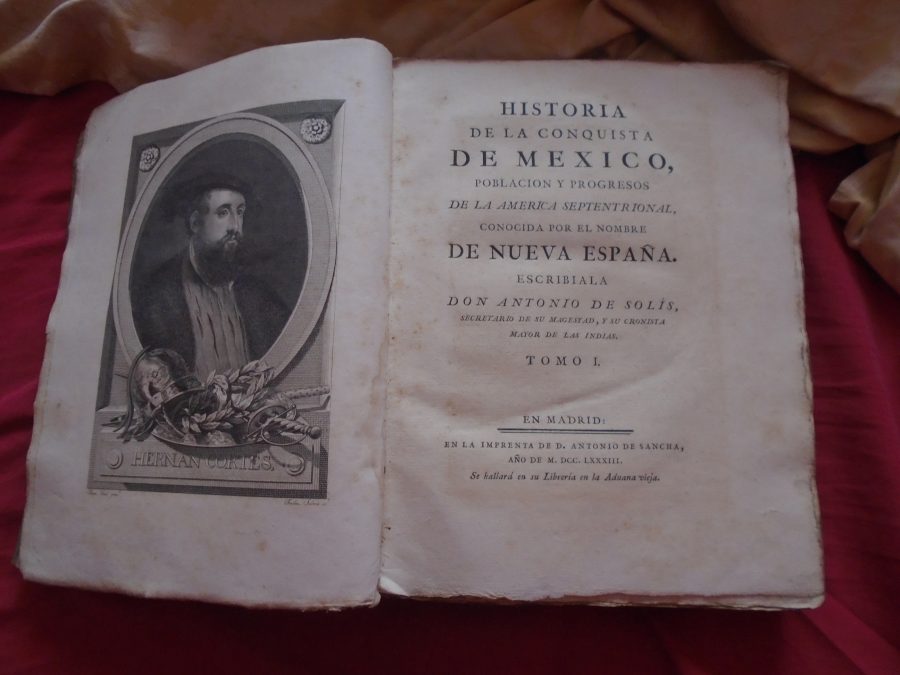 HERNAN CORTES.
HISTORIA
DE LA CONQUISTA
DE MEXICO,
POBLACION Y PROGRESOS
DE LA AMERICA SEPTENTRIONAL,
CONOCIDA POR EL NOMBRE
DE NUEVA ESPAÑA.
ESCRIBIALA
DON ANTONIO DE SOLÍS,
SECRETARIO DE SU MAGESTAD, Y SU CRONISTA
MAYOR DE LAS INDIAS.
TOMO I.
EN MADRID:
EN LA IMPRENTA DE D. ANTONIO DE SANCHA,
AÑO DE M. DCC. LXXXIII.
Se hallará en su Librería en la Aduana vieja.